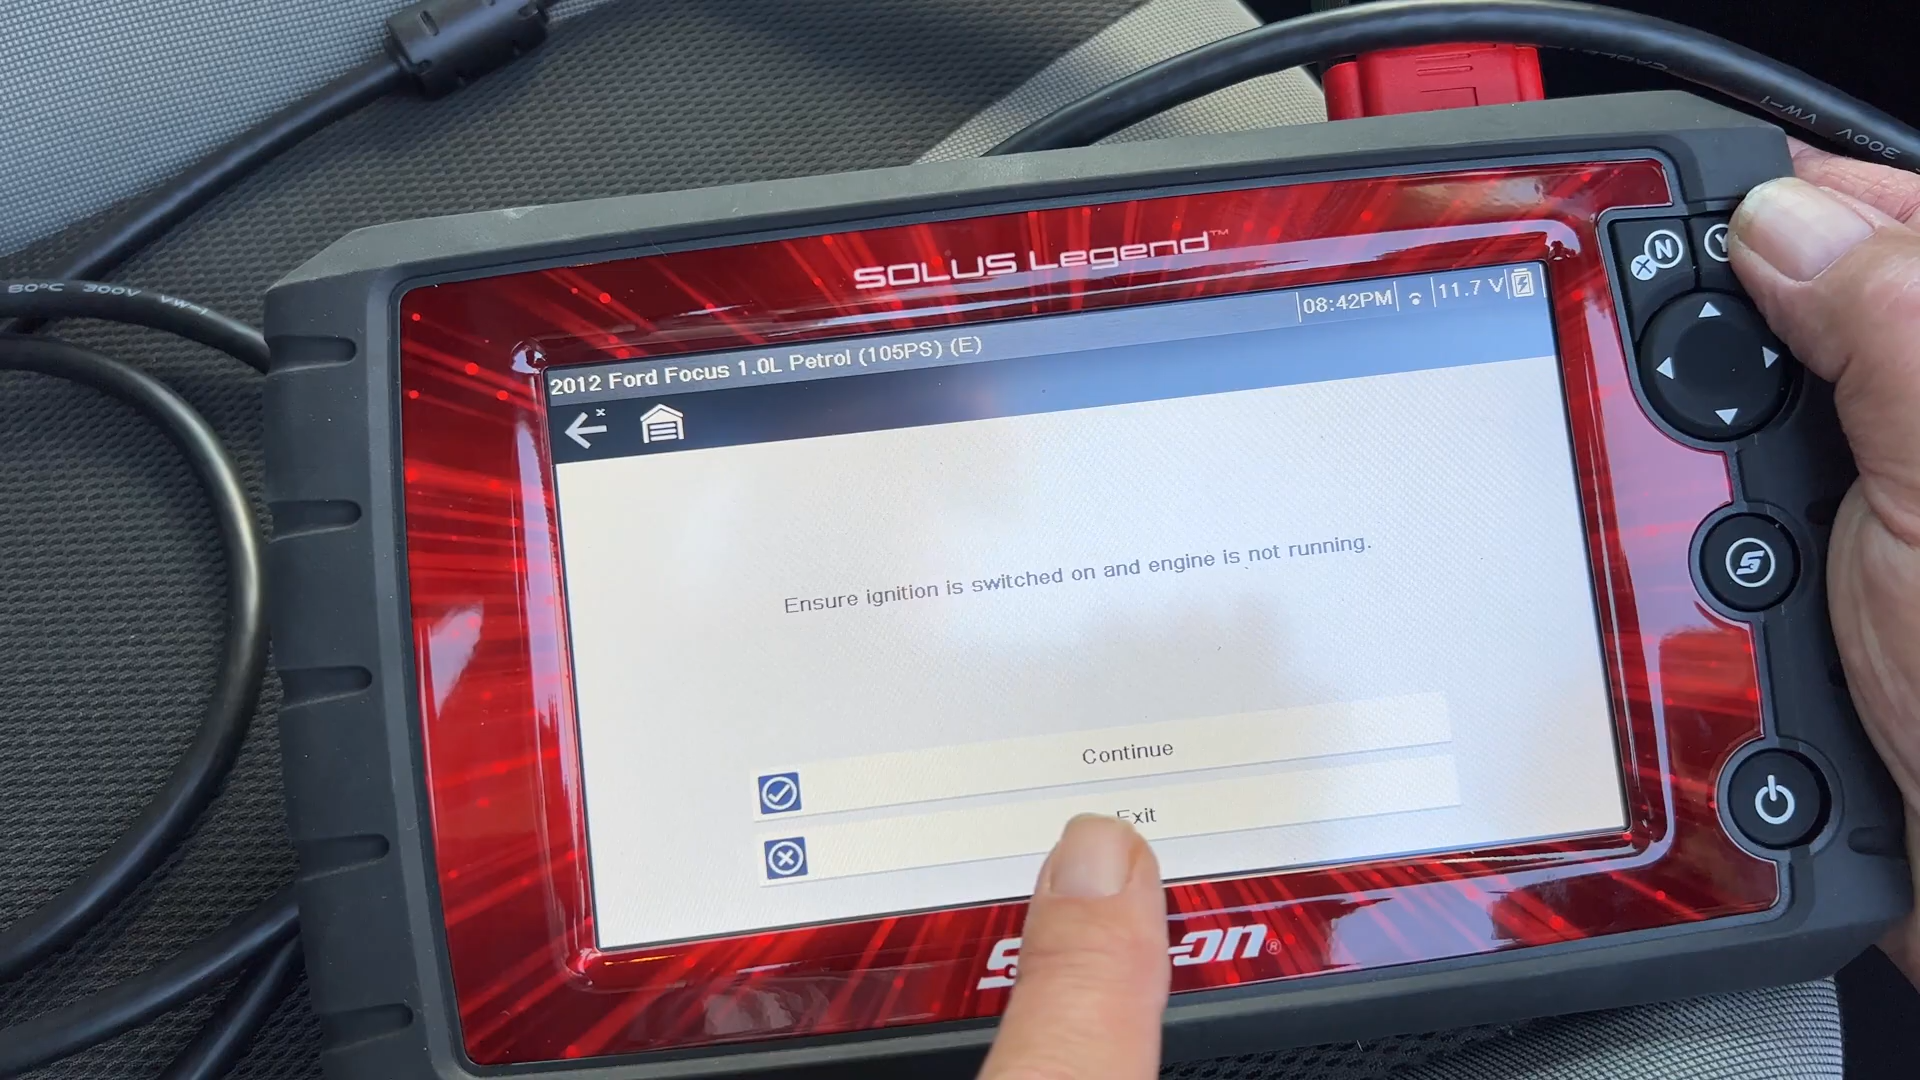 SOLUS Legend™
08:42PM 11.7 V
2012 Ford Focus 1.0L Petrol (105PS) (E)
Ensure ignition is switched on and engine is not running.
Continue
Exit
N
X
Y
80°C 300V VW-1
VW-1 300V